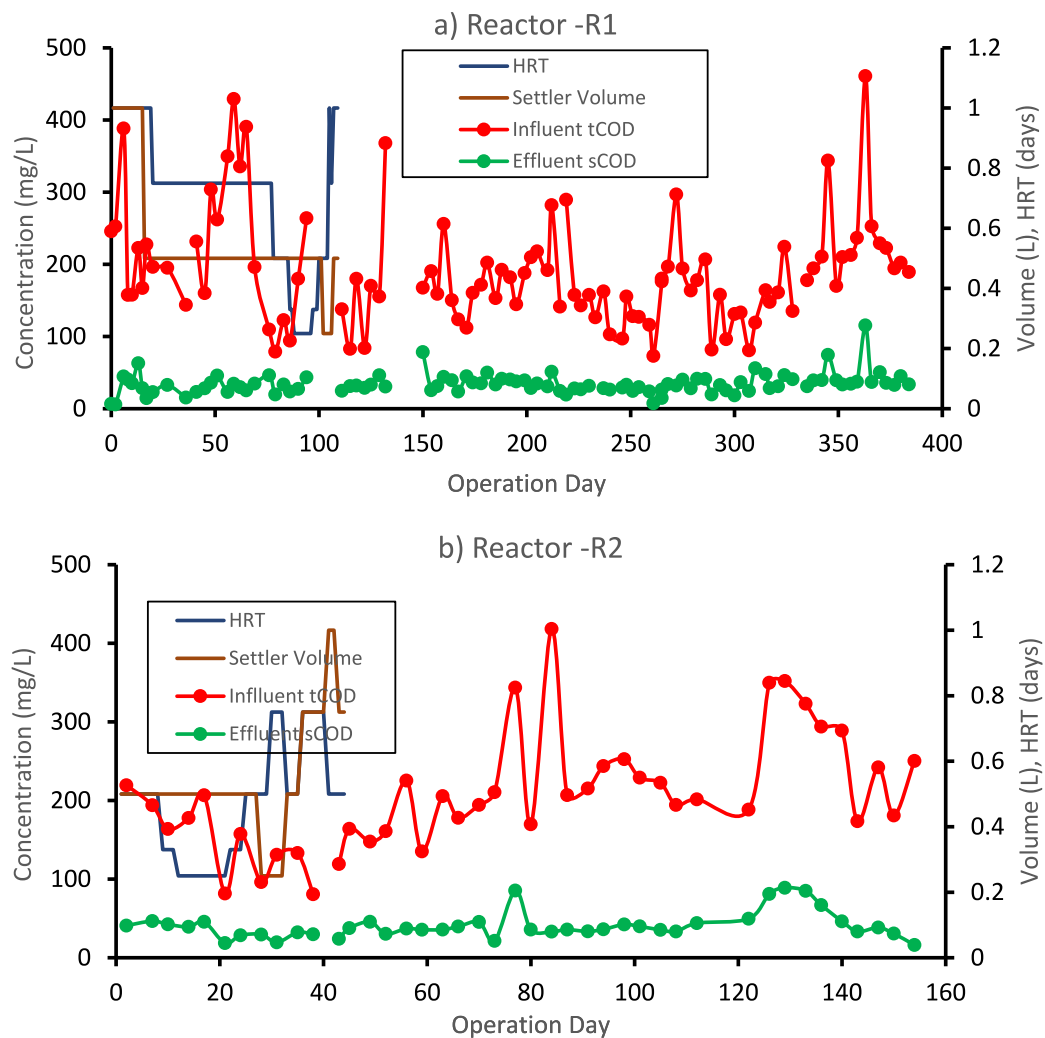 a) Reactor -R1
HRT
Settler Volume
Influent tCOD
Effluent sCOD
Concentration (mg/L)
500
400
300
200
100
0
Volume (L), HRT (days)
1.2
1
0.8
0.6
0.4
0.2
0
0 50 100 150 200 250 300 350 400
Operation Day
b) Reactor -R2
HRT
Settler Volume
Inflluent tCOD
Effluent sCOD
Concentration (mg/L)
500
400
300
200
100
0
Volume (L), HRT (days)
1.2
1
0.8
0.6
0.4
0.2
0
0 20 40 60 80 100 120 140 160
Operation Day